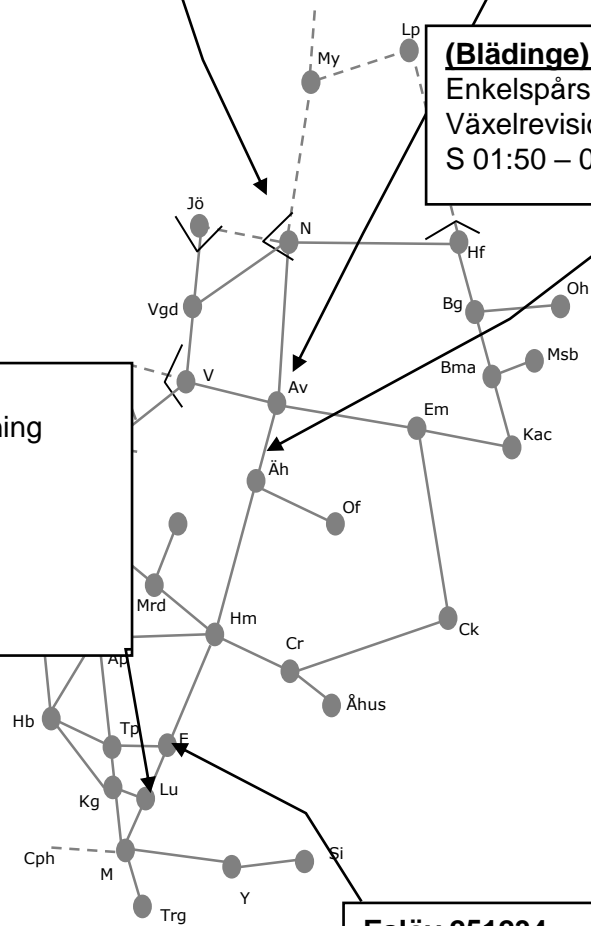 Lp
My
(Blädinge)
Enkelspårs
Växelrevisio
S 01:50 – 0
Jö
N
Hf
Vgd
Bg
Oh
Bma
Msb
V
Av
Em
Kac
ning
Äh
Of
Mrd
Hm
Ck
Cr
Åhus
Ap
Hb
Tp
E
Kg
Lu
Cph
M
Si
Y
Trg